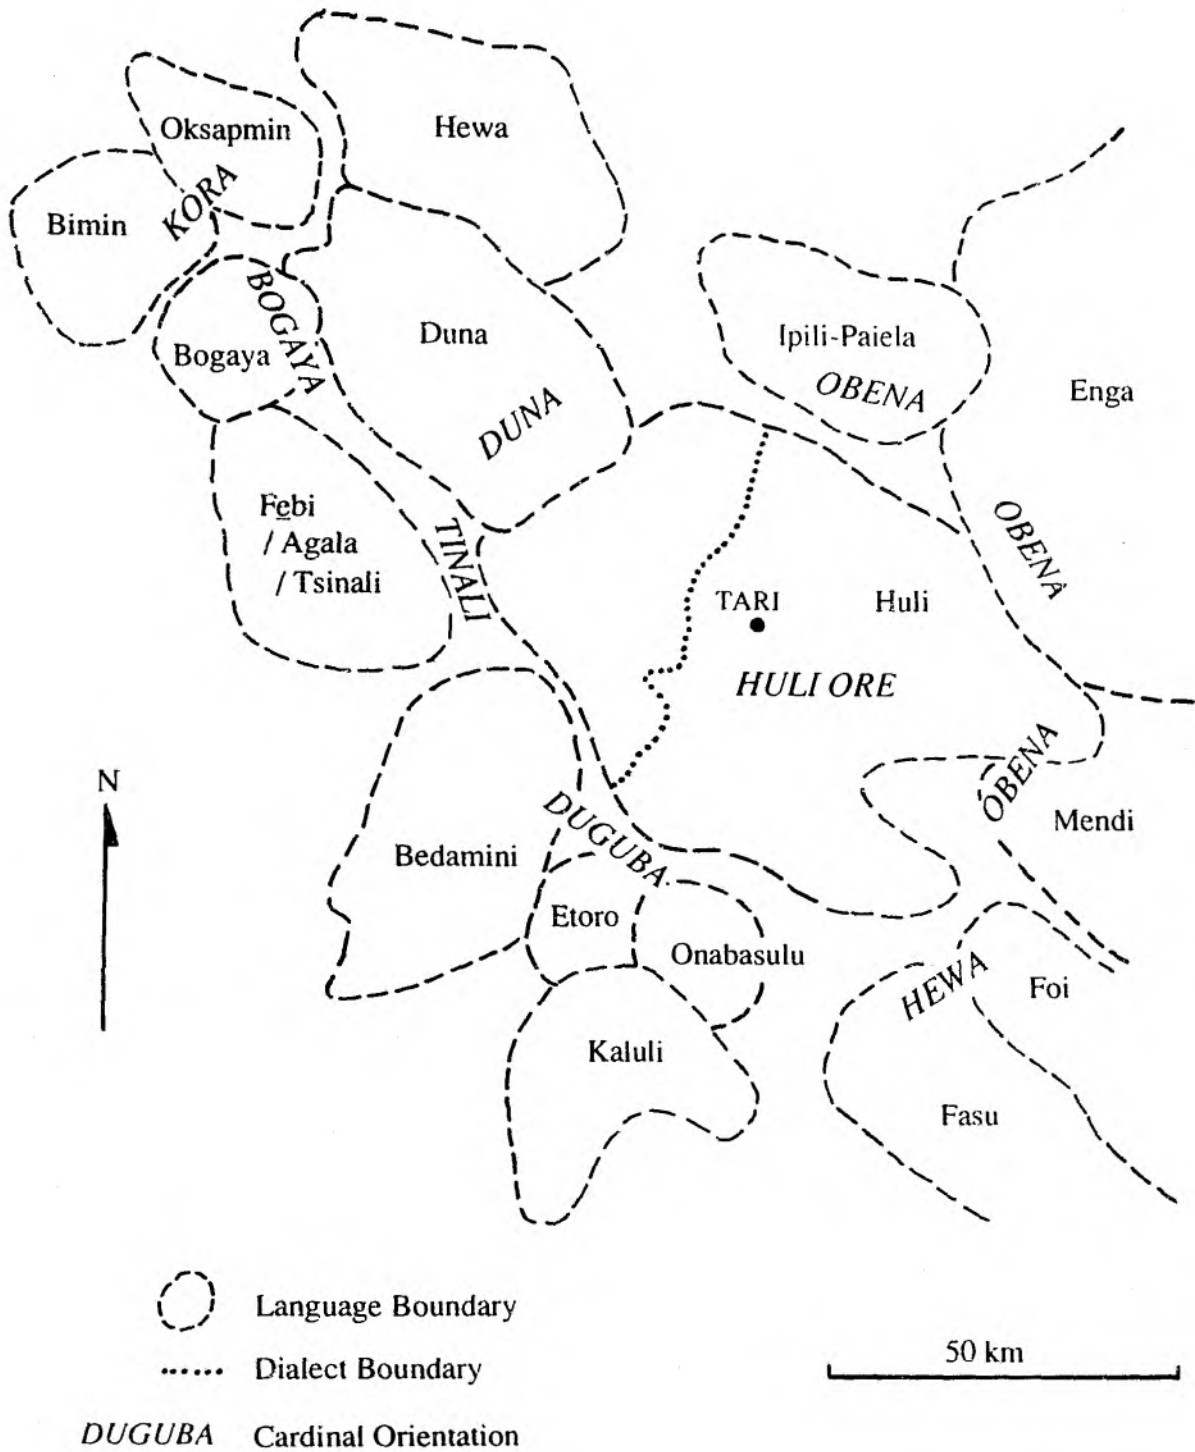 Oksapmin
Hewa
Bimin
KORA
BOGAYA
Bogaya
Duna
DUNA
Ipili-Paiela
OBENA
Enga
Febi
/ Agala
/ Tsinali
TINALI
OBENA
TARI
Huli
HULI ORE
N
OBENA
Mendi
DUGUBA
Bedamini
Etoro
Onabasulu
HEWA
Foi
Kaluli
Fasu
Language Boundary
Dialect Boundary
50 km
DUGUBA Cardinal Orientation